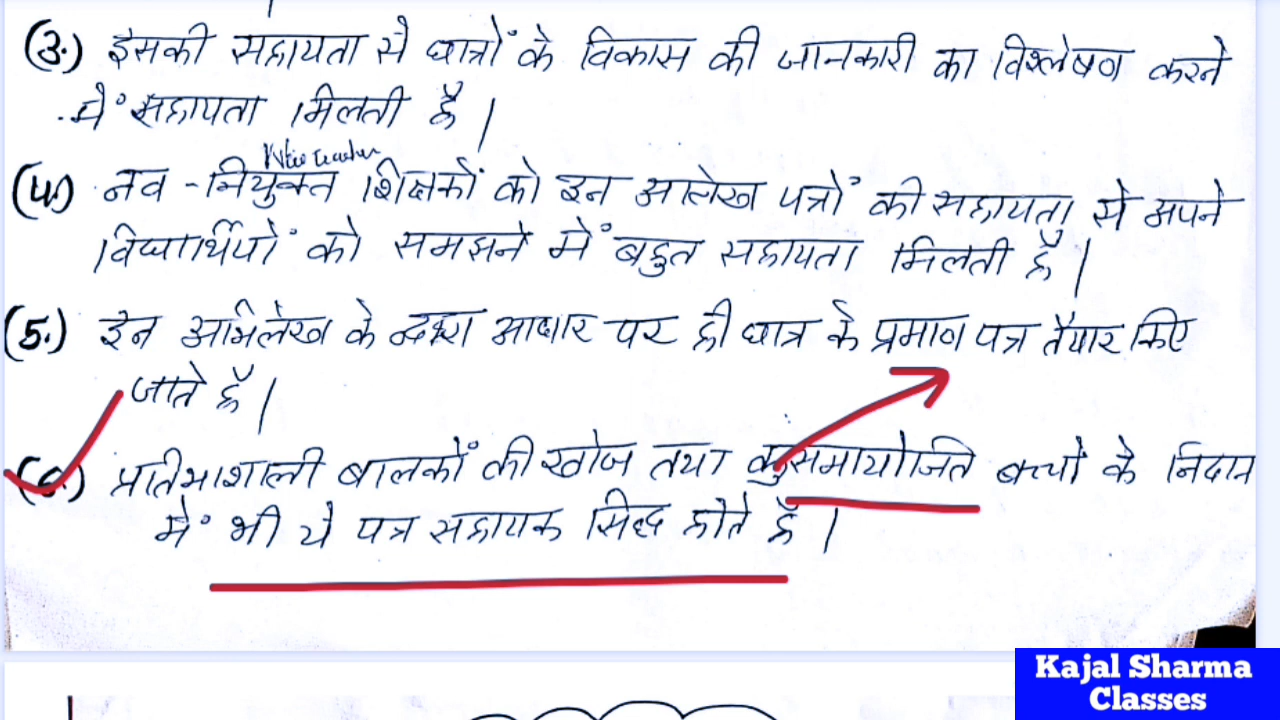 (3.) इसकी सहायता से छात्रों के विकास की जानकारी का विश्लेषण करने
में सहायता मिलती है |
New teacher
(4) नव - नियुक्त शिक्षकों को इन आलेख पत्रों की सहायता से अपने
विद्यार्थियों को समझने में बहुत सहायता मिलती है |
(5.) इन अभिलेख के आधार पर ही छात्र के प्रमाण पत्र तैयार किए
जाते है |
(6.) प्रतिभाशाली बालकों की खोज तथा कुसमायोजित बच्चों के निदान
में भी ये पत्र सहायक सिद्ध होते है |
Kajal Sharma
Classes